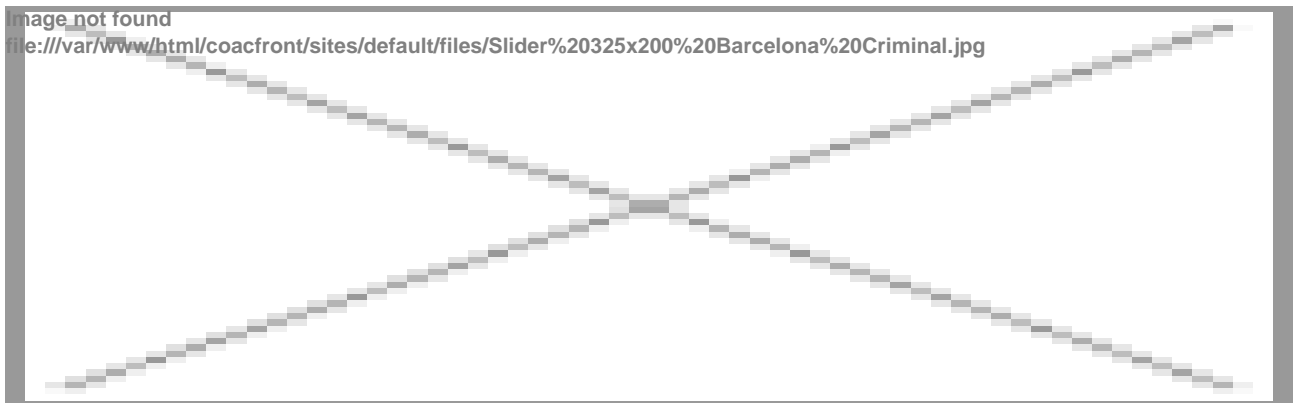 Image not found
file:///var/www/html/coacfront/sites/default/files/Slider%20325x200%20Barcelona%20Criminal.jpg